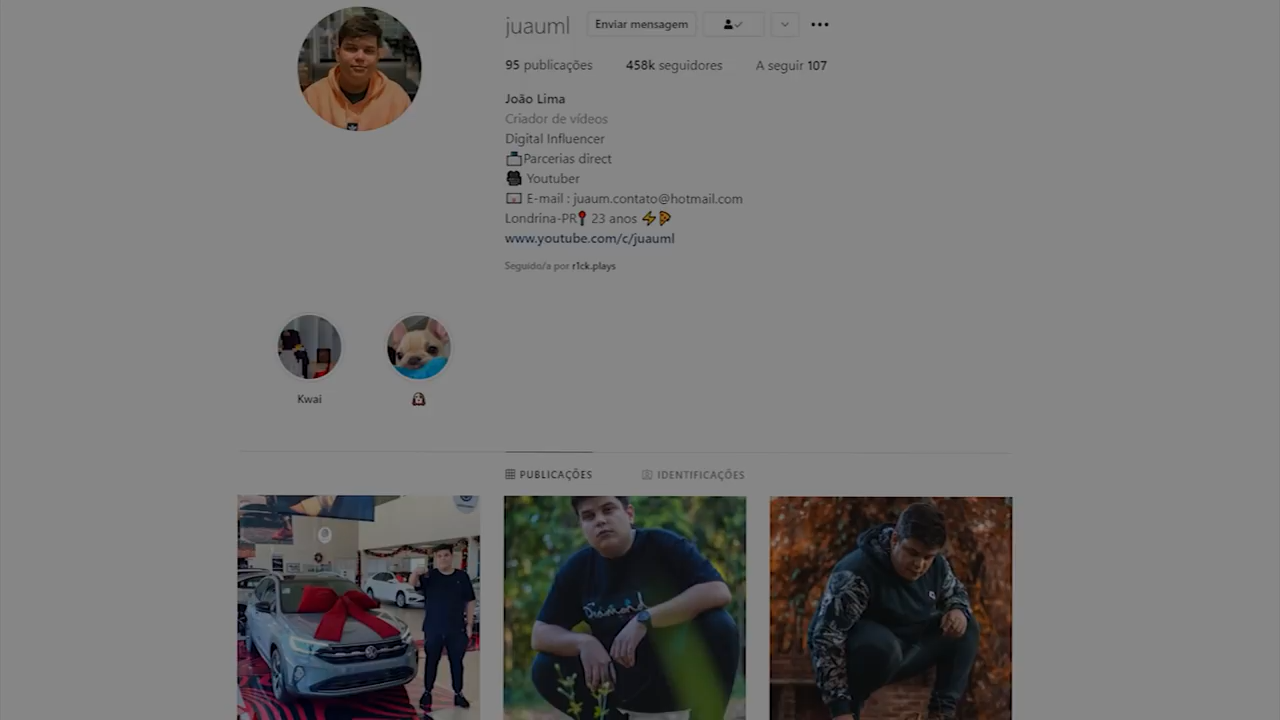 juauml Enviar mensagem
95 publicações 458k seguidores A seguir 107
João Lima
Criador de vídeos
Digital Influencer
Parcerias direct
Youtuber
E-mail : juaum.contato@hotmail.com
Londrina-PR 23 anos
www.youtube.com/c/juauml
Seguido/a por r1ck.plays
Kwai
PUBLICAÇÕES IDENTIFICAÇÕES
Diamond